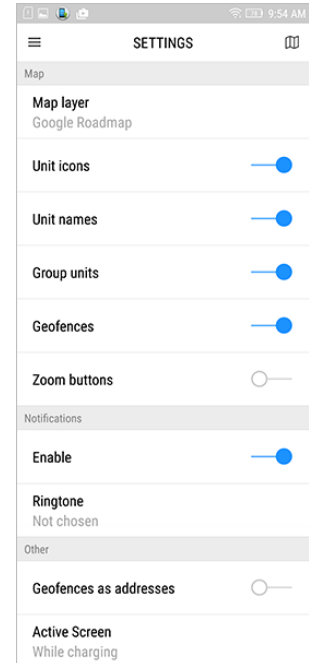 9:54 AM
SETTINGS
Map
Map layer
Google Roadmap
Unit icons
Unit names
Group units
Geofences
Zoom buttons
Notifications
Enable
Ringtone
Not chosen
Other
Geofences as addresses
Active Screen
While charging